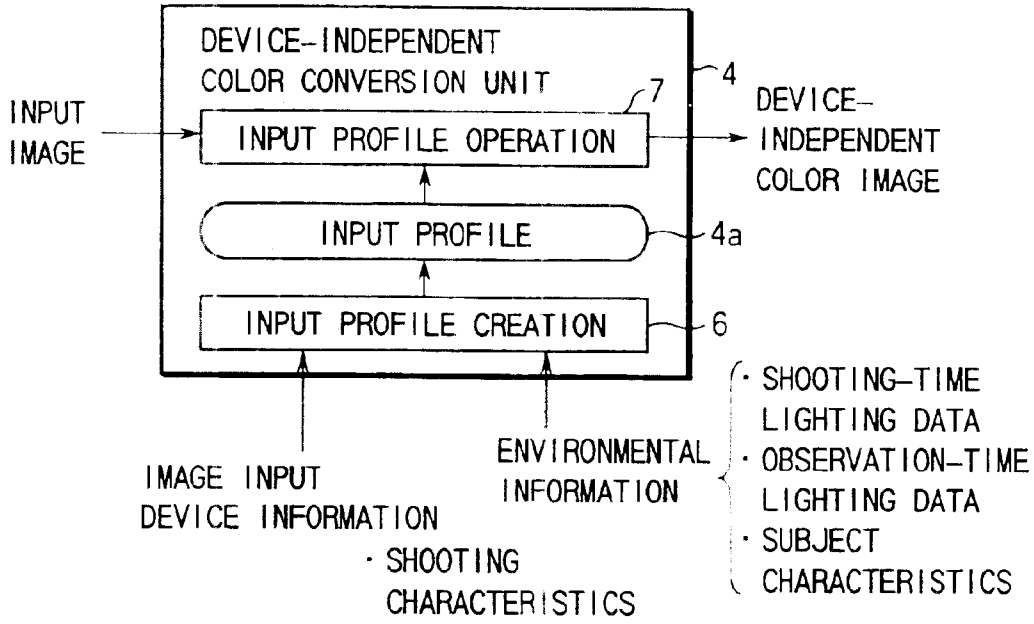 DEVICE-INDEPENDENT
COLOR CONVERSION UNIT
4
7
INPUT
IMAGE
INPUT PROFILE OPERATION
DEVICE-
INDEPENDENT
COLOR IMAGE
INPUT PROFILE
4a
INPUT PROFILE CREATION
6
IMAGE INPUT
DEVICE INFORMATION
· SHOOTING
CHARACTERISTICS
ENVIRONMENTAL
INFORMATION
· SHOOTING-TIME
LIGHTING DATA
· OBSERVATION-TIME
LIGHTING DATA
· SUBJECT
CHARACTERISTICS